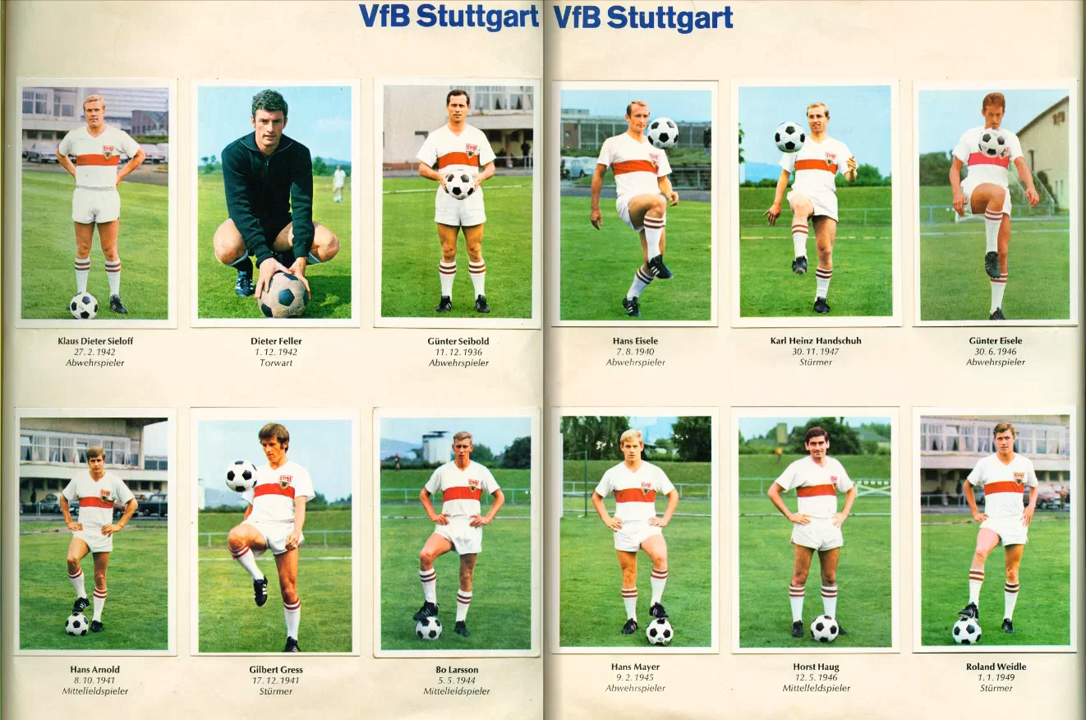 VfB Stuttgart
VfB Stuttgart
Klaus Dieter Sieloff
27. 2. 1942
Abwehrspieler
Dieter Feller
1. 12. 1942
Torwart
Günter Seibold
11. 12. 1936
Abwehrspieler
Hans Eisele
7. 8. 1940
Abwehrspieler
Karl Heinz Handschuh
30. 11. 1947
Stürmer
Günter Eisele
30. 6. 1946
Abwehrspieler
Hans Arnold
8. 10. 1941
Mittelfeldspieler
Gilbert Gress
17. 12. 1941
Stürmer
Bo Larsson
5. 5. 1944
Mittelfeldspieler
Hans Mayer
9. 2. 1945
Abwehrspieler
Horst Haug
12. 5. 1946
Mittelfeldspieler
Roland Weidle
1. 1. 1949
Stürmer